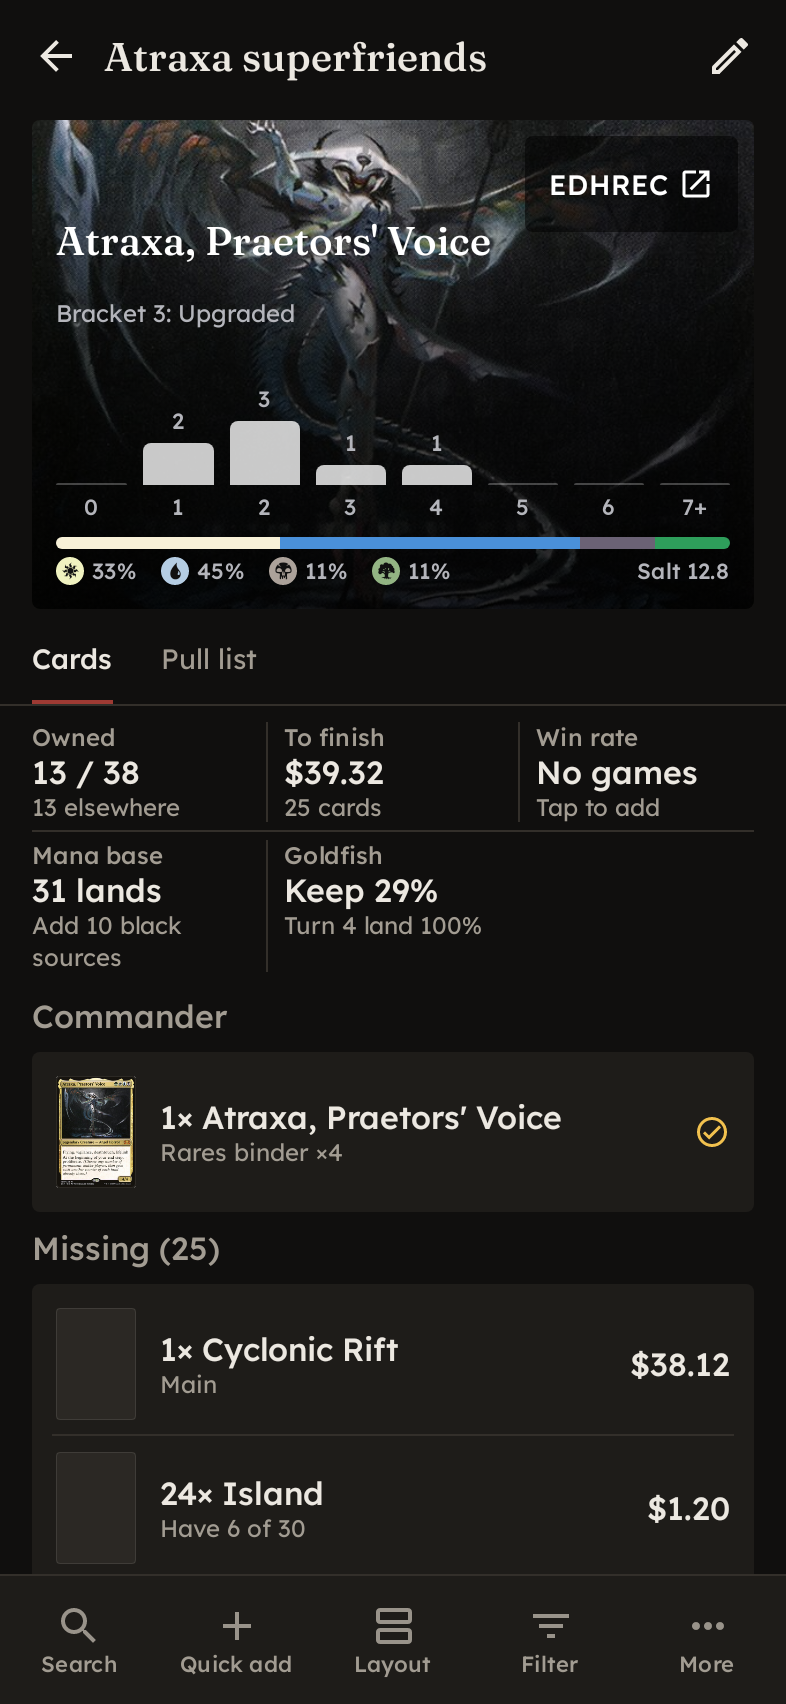 Atraxa superfriends
EDHREC
Atraxa, Praetors' Voice
Bracket 3: Upgraded
2 3 1 1
0 1 2 3 4 5 6 7+
33% 45% 11% 11% Salt 12.8
Cards Pull list
Owned To finish Win rate
13 / 38 $39.32 No games
13 elsewhere 25 cards Tap to add
Mana base Goldfish
31 lands Keep 29%
Add 10 black Turn 4 land 100%
sources
Commander
1× Atraxa, Praetors' Voice
Rares binder ×4
Missing (25)
1× Cyclonic Rift $38.12
Main
24× Island $1.20
Have 6 of 30
Search Quick add Layout Filter More